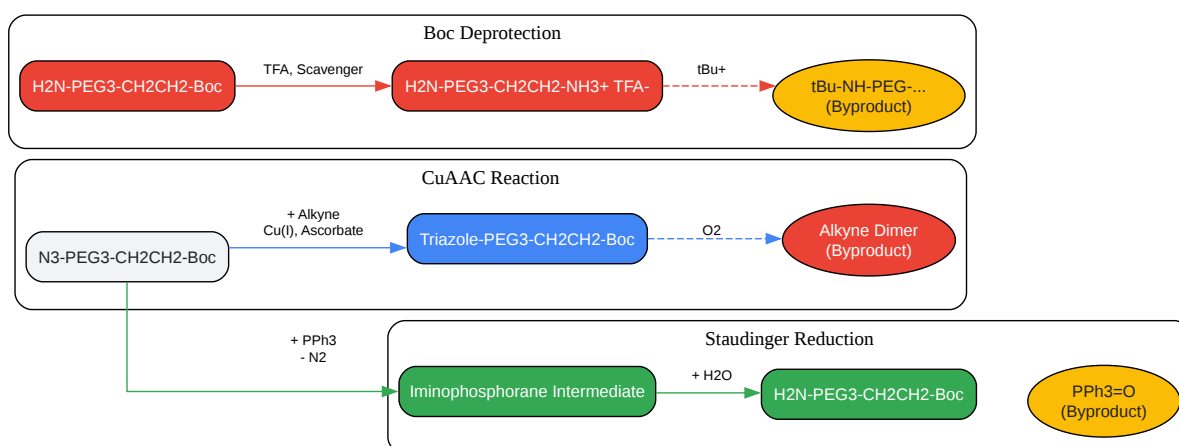 Boc Deprotection
H2N-PEG3-CH2CH2-Boc
TFA, Scavenger
H2N-PEG3-CH2CH2-NH3+ TFA-
tBu+
tBu-NH-PEG-...
(Byproduct)
CuAAC Reaction
N3-PEG3-CH2CH2-Boc
+ Alkyne
Cu(I), Ascorbate
Triazole-PEG3-CH2CH2-Boc
O2
Alkyne Dimer
(Byproduct)
+ PPh3
- N2
Staudinger Reduction
Iminophosphorane Intermediate
+ H2O
H2N-PEG3-CH2CH2-Boc
PPh3=O
(Byproduct)